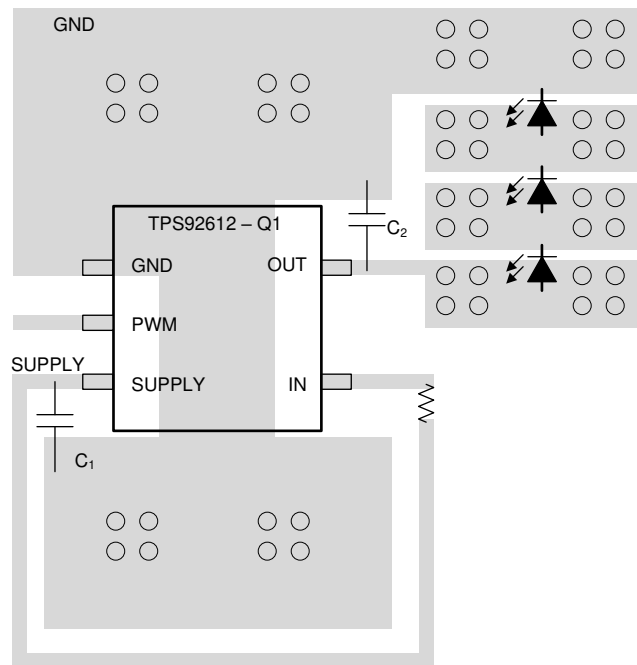 GND
TPS92612 – Q1
C2
GND
OUT
PWM
SUPPLY
SUPPLY
IN
C1